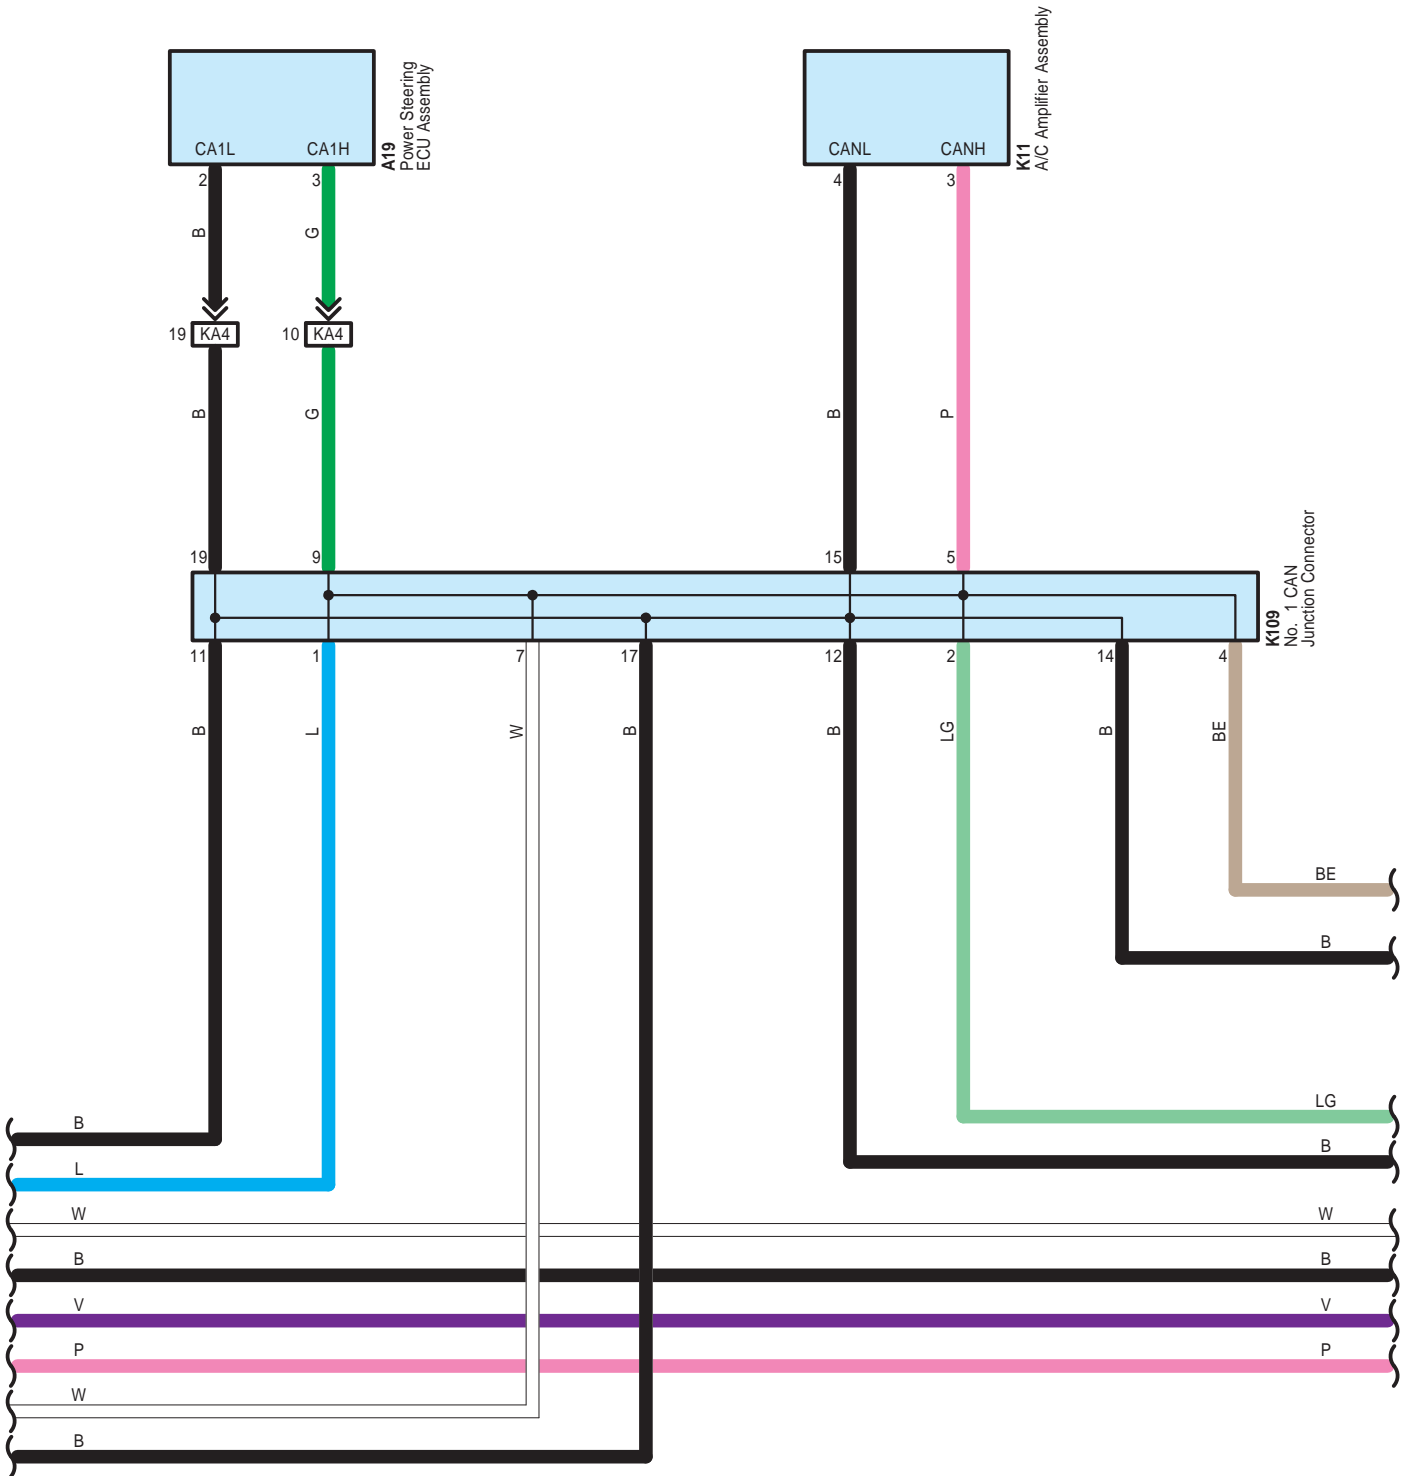 CA1L CA1H
A19
Power Steering
ECU Assembly
CANL CANH
K11
A/C Amplifier Assembly
2 3 4 3
B G
19 KA4 10 KA4
B G B P
19 9 15 5
K109
No. 1 CAN
Junction Connector
11 1 7 17 12 2 14 4
B L W B B LG B BE
BE
B
LG
B B
L
W W
B B
V V
P P
W
B